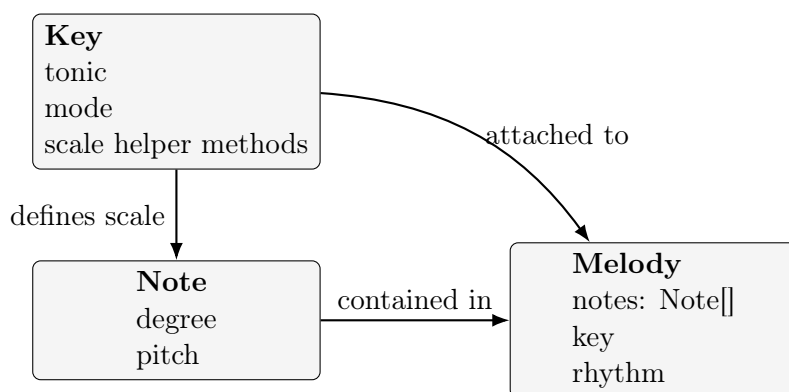 Key
tonic
mode
scale helper methods
attached to
defines scale
Note
degree
pitch
contained in
Melody
notes: Note[]
key
rhythm